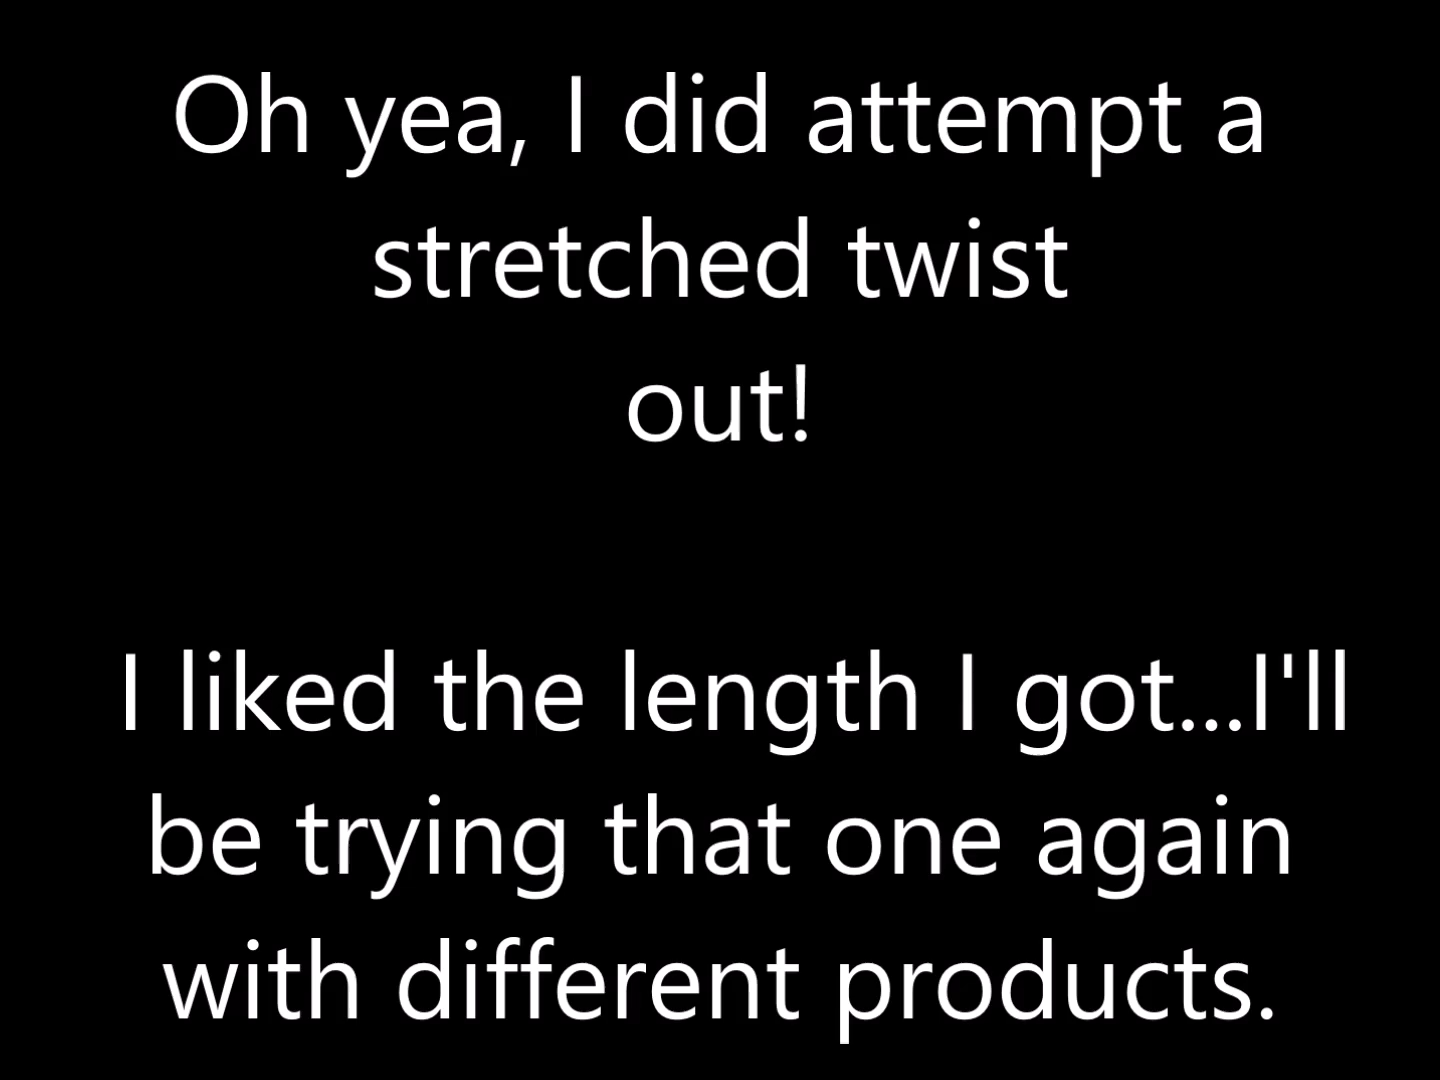 Oh yea, I did attempt a
stretched twist
out!
I liked the length I got...I'll
be trying that one again
with different products.